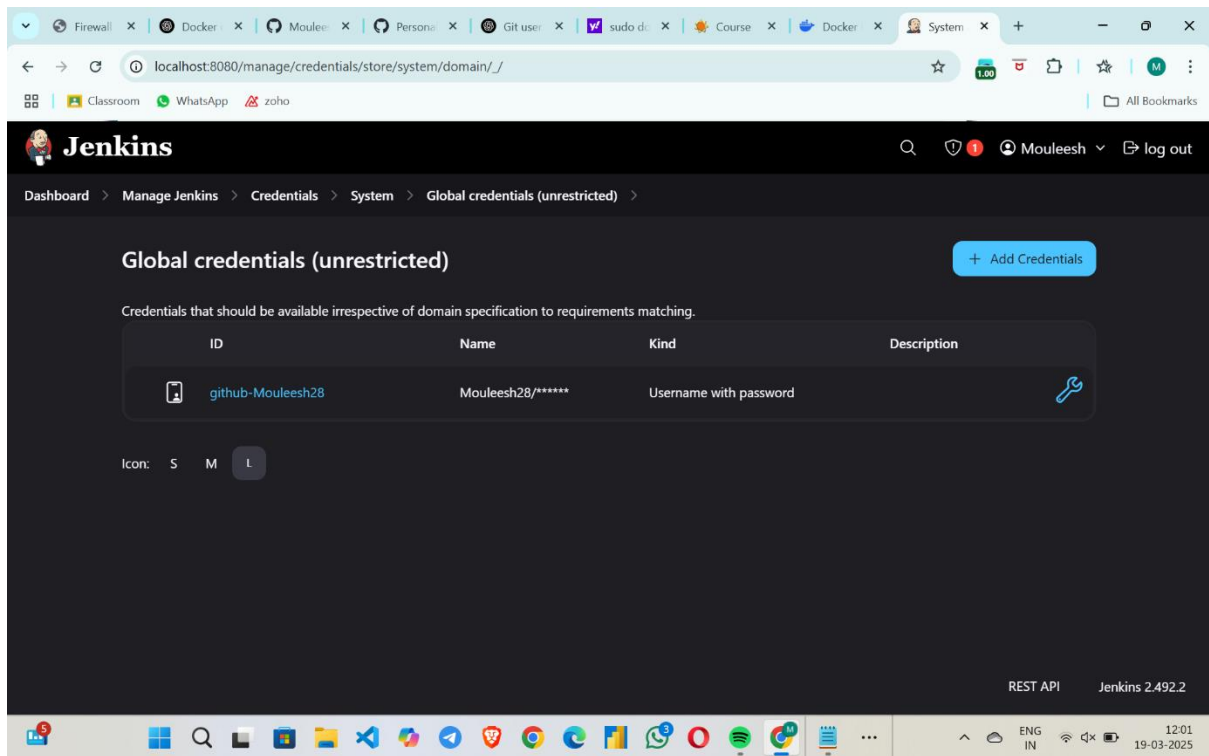 Firewall Docker Moulee Persona Git user sudo do Course Docker System
localhost:8080/manage/credentials/store/system/domain/_/ 1.00 M
Classroom WhatsApp zoho All Bookmarks
Jenkins 1 Mouleesh log out
Dashboard > Manage Jenkins > Credentials > System > Global credentials (unrestricted) >
Global credentials (unrestricted) + Add Credentials
Credentials that should be available irrespective of domain specification to requirements matching.
ID Name Kind Description
github-Mouleesh28 Mouleesh28/****** Username with password
Icon: S M L
REST API Jenkins 2.492.2
5 3 M ENG 12:01
IN 19-03-2025